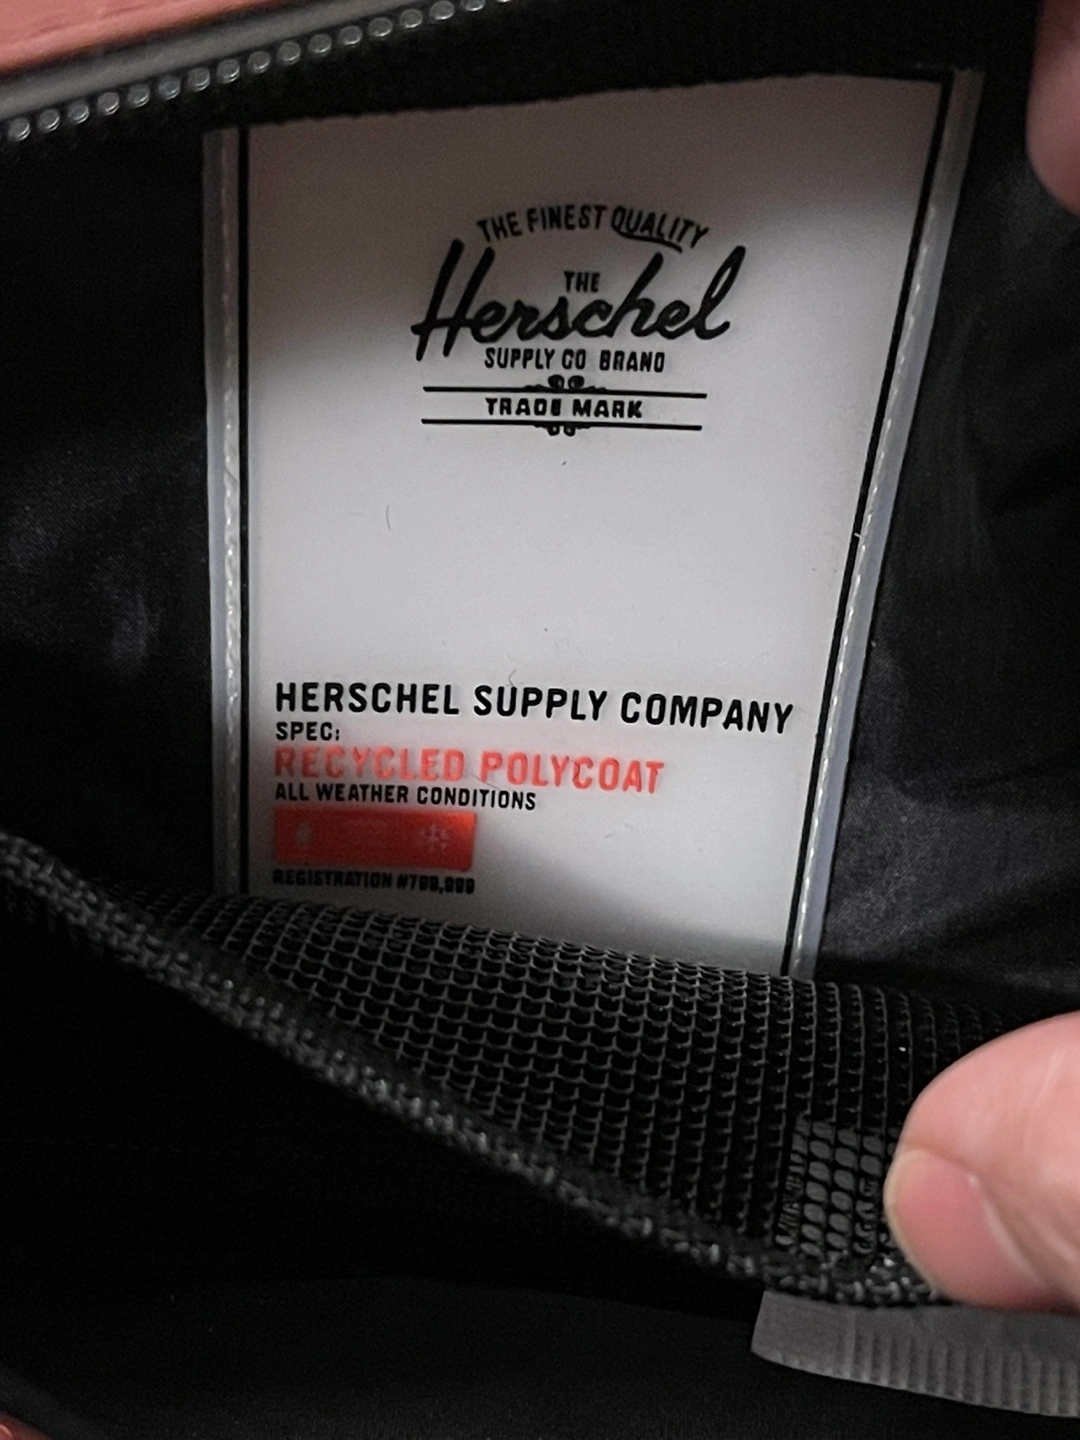 THE FINEST QUALITY
THE
Herschel
SUPPLY CO BRAND
TRADE MARK
HERSCHEL SUPPLY COMPANY
SPEC:
RECYCLED POLYCOAT
ALL WEATHER CONDITIONS
REGISTRATION